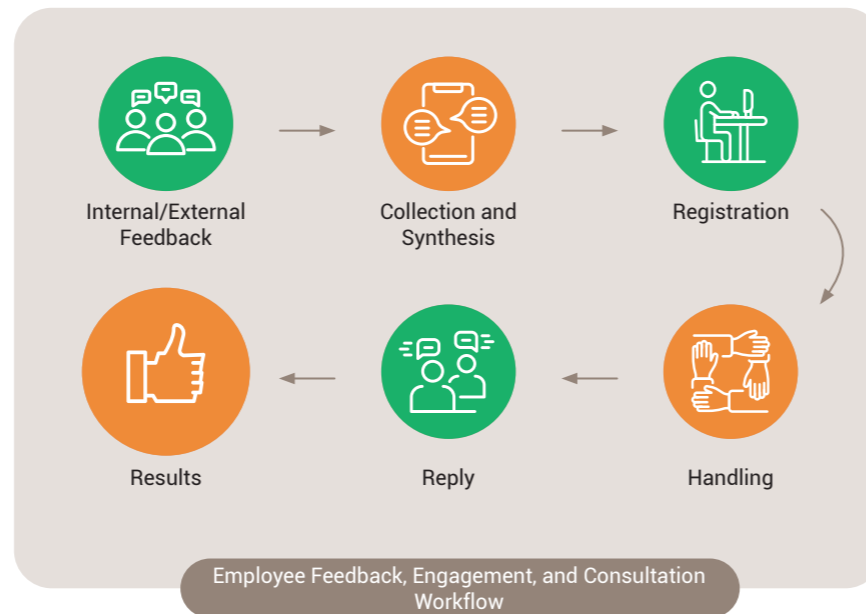 Internal/External
Feedback
Collection and
Synthesis
Registration
Results
Reply
Handling
Employee Feedback, Engagement, and Consultation
Workflow